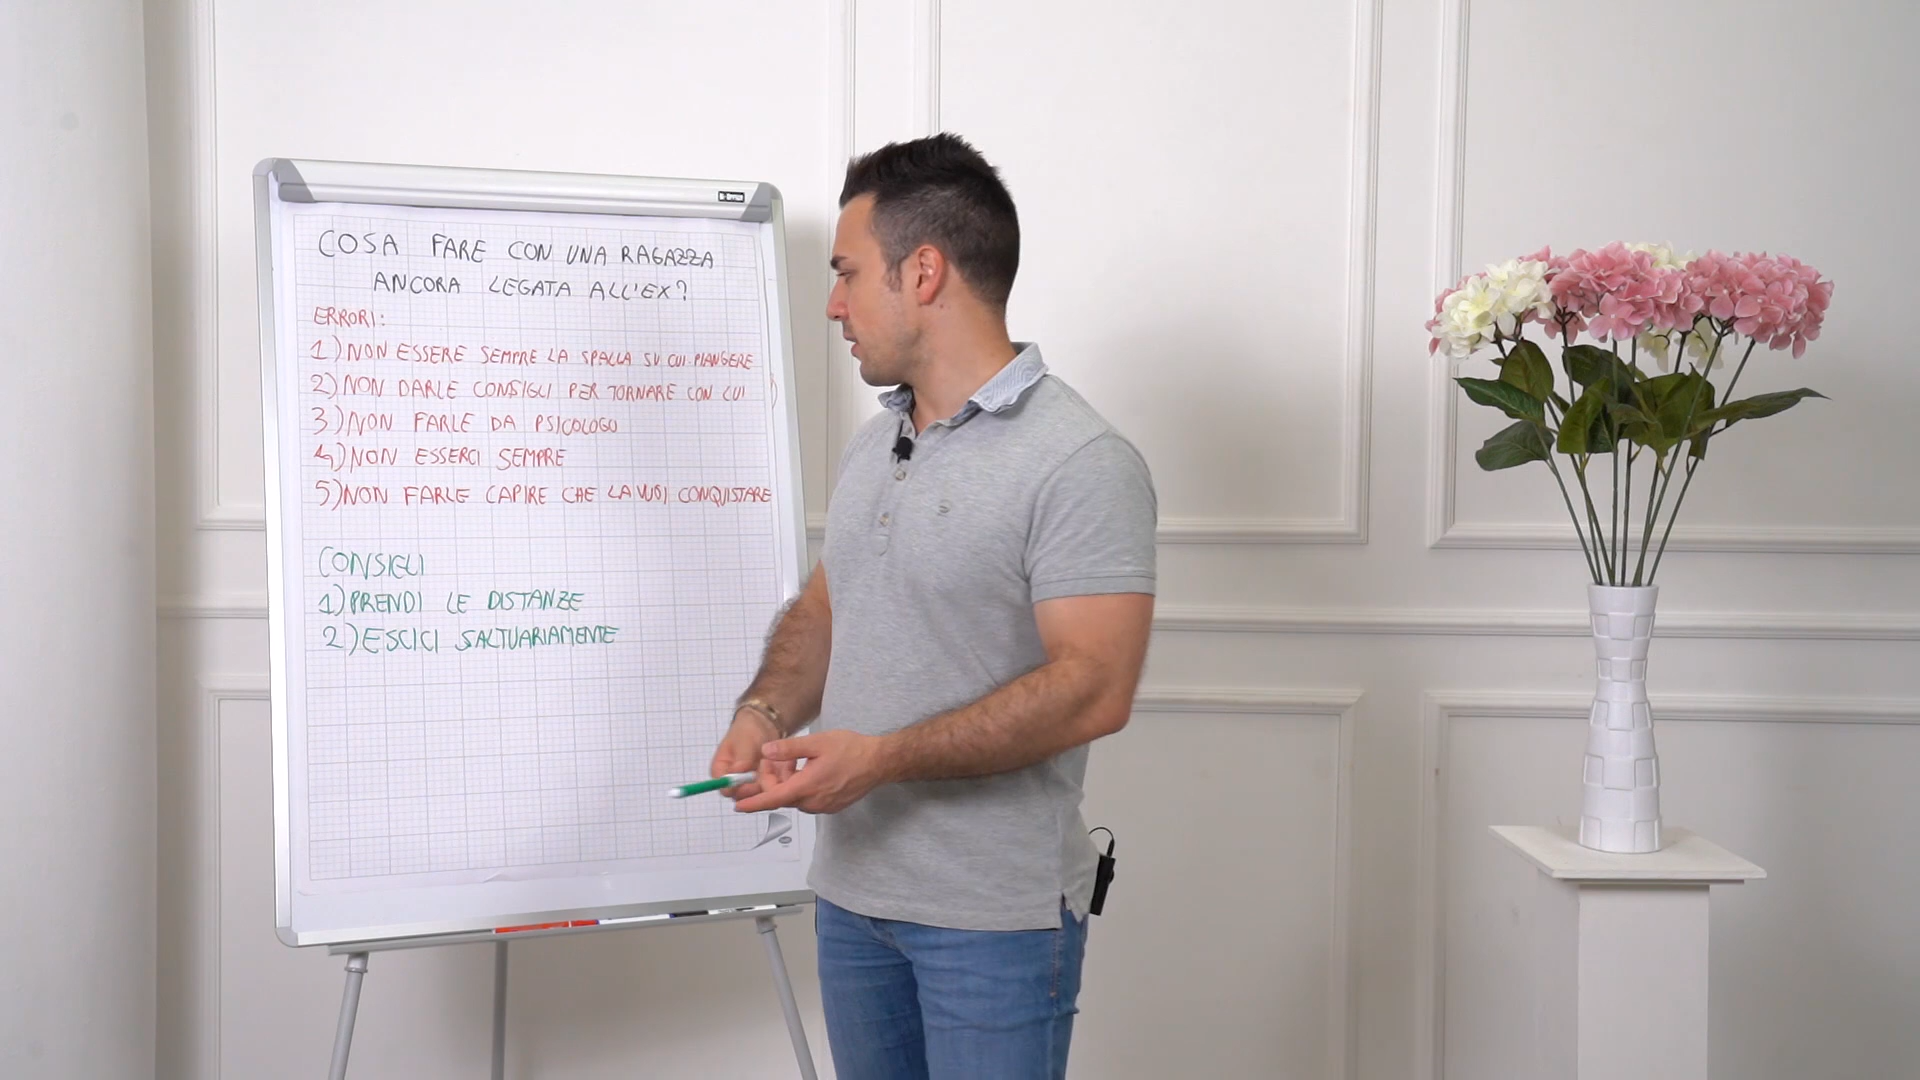 COSA FARE CON UNA RAGAZZA
ANCORA LEGATA ALL'EX?
ERRORI:
1) NON ESSERE SEMPRE LA SPALLA SU CUI PIANGERE
2) NON DARLE CONSIGLI PER TORNARE CON LUI
3) NON FARLE DA PSICOLOGO
4) NON ESSERCI SEMPRE
5) NON FARLE CAPIRE CHE LA VUOI CONQUISTARE
CONSIGLI
1) PRENDI LE DISTANZE
2) ESCICI SALTUARIAMENTE